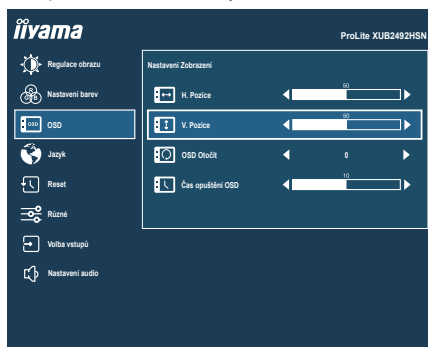 iiyama
ProLite XUB2492HSN
Regulace obrazu
Nastavení barev
OSD
OSD
Jazyk
Reset
Různé
Volba vstupů
Nastavení audio
Nastavení Zobrazení
H. Pozice
50
V. Pozice
50
OSD Otočit
0
Čas opuštění OSD
10